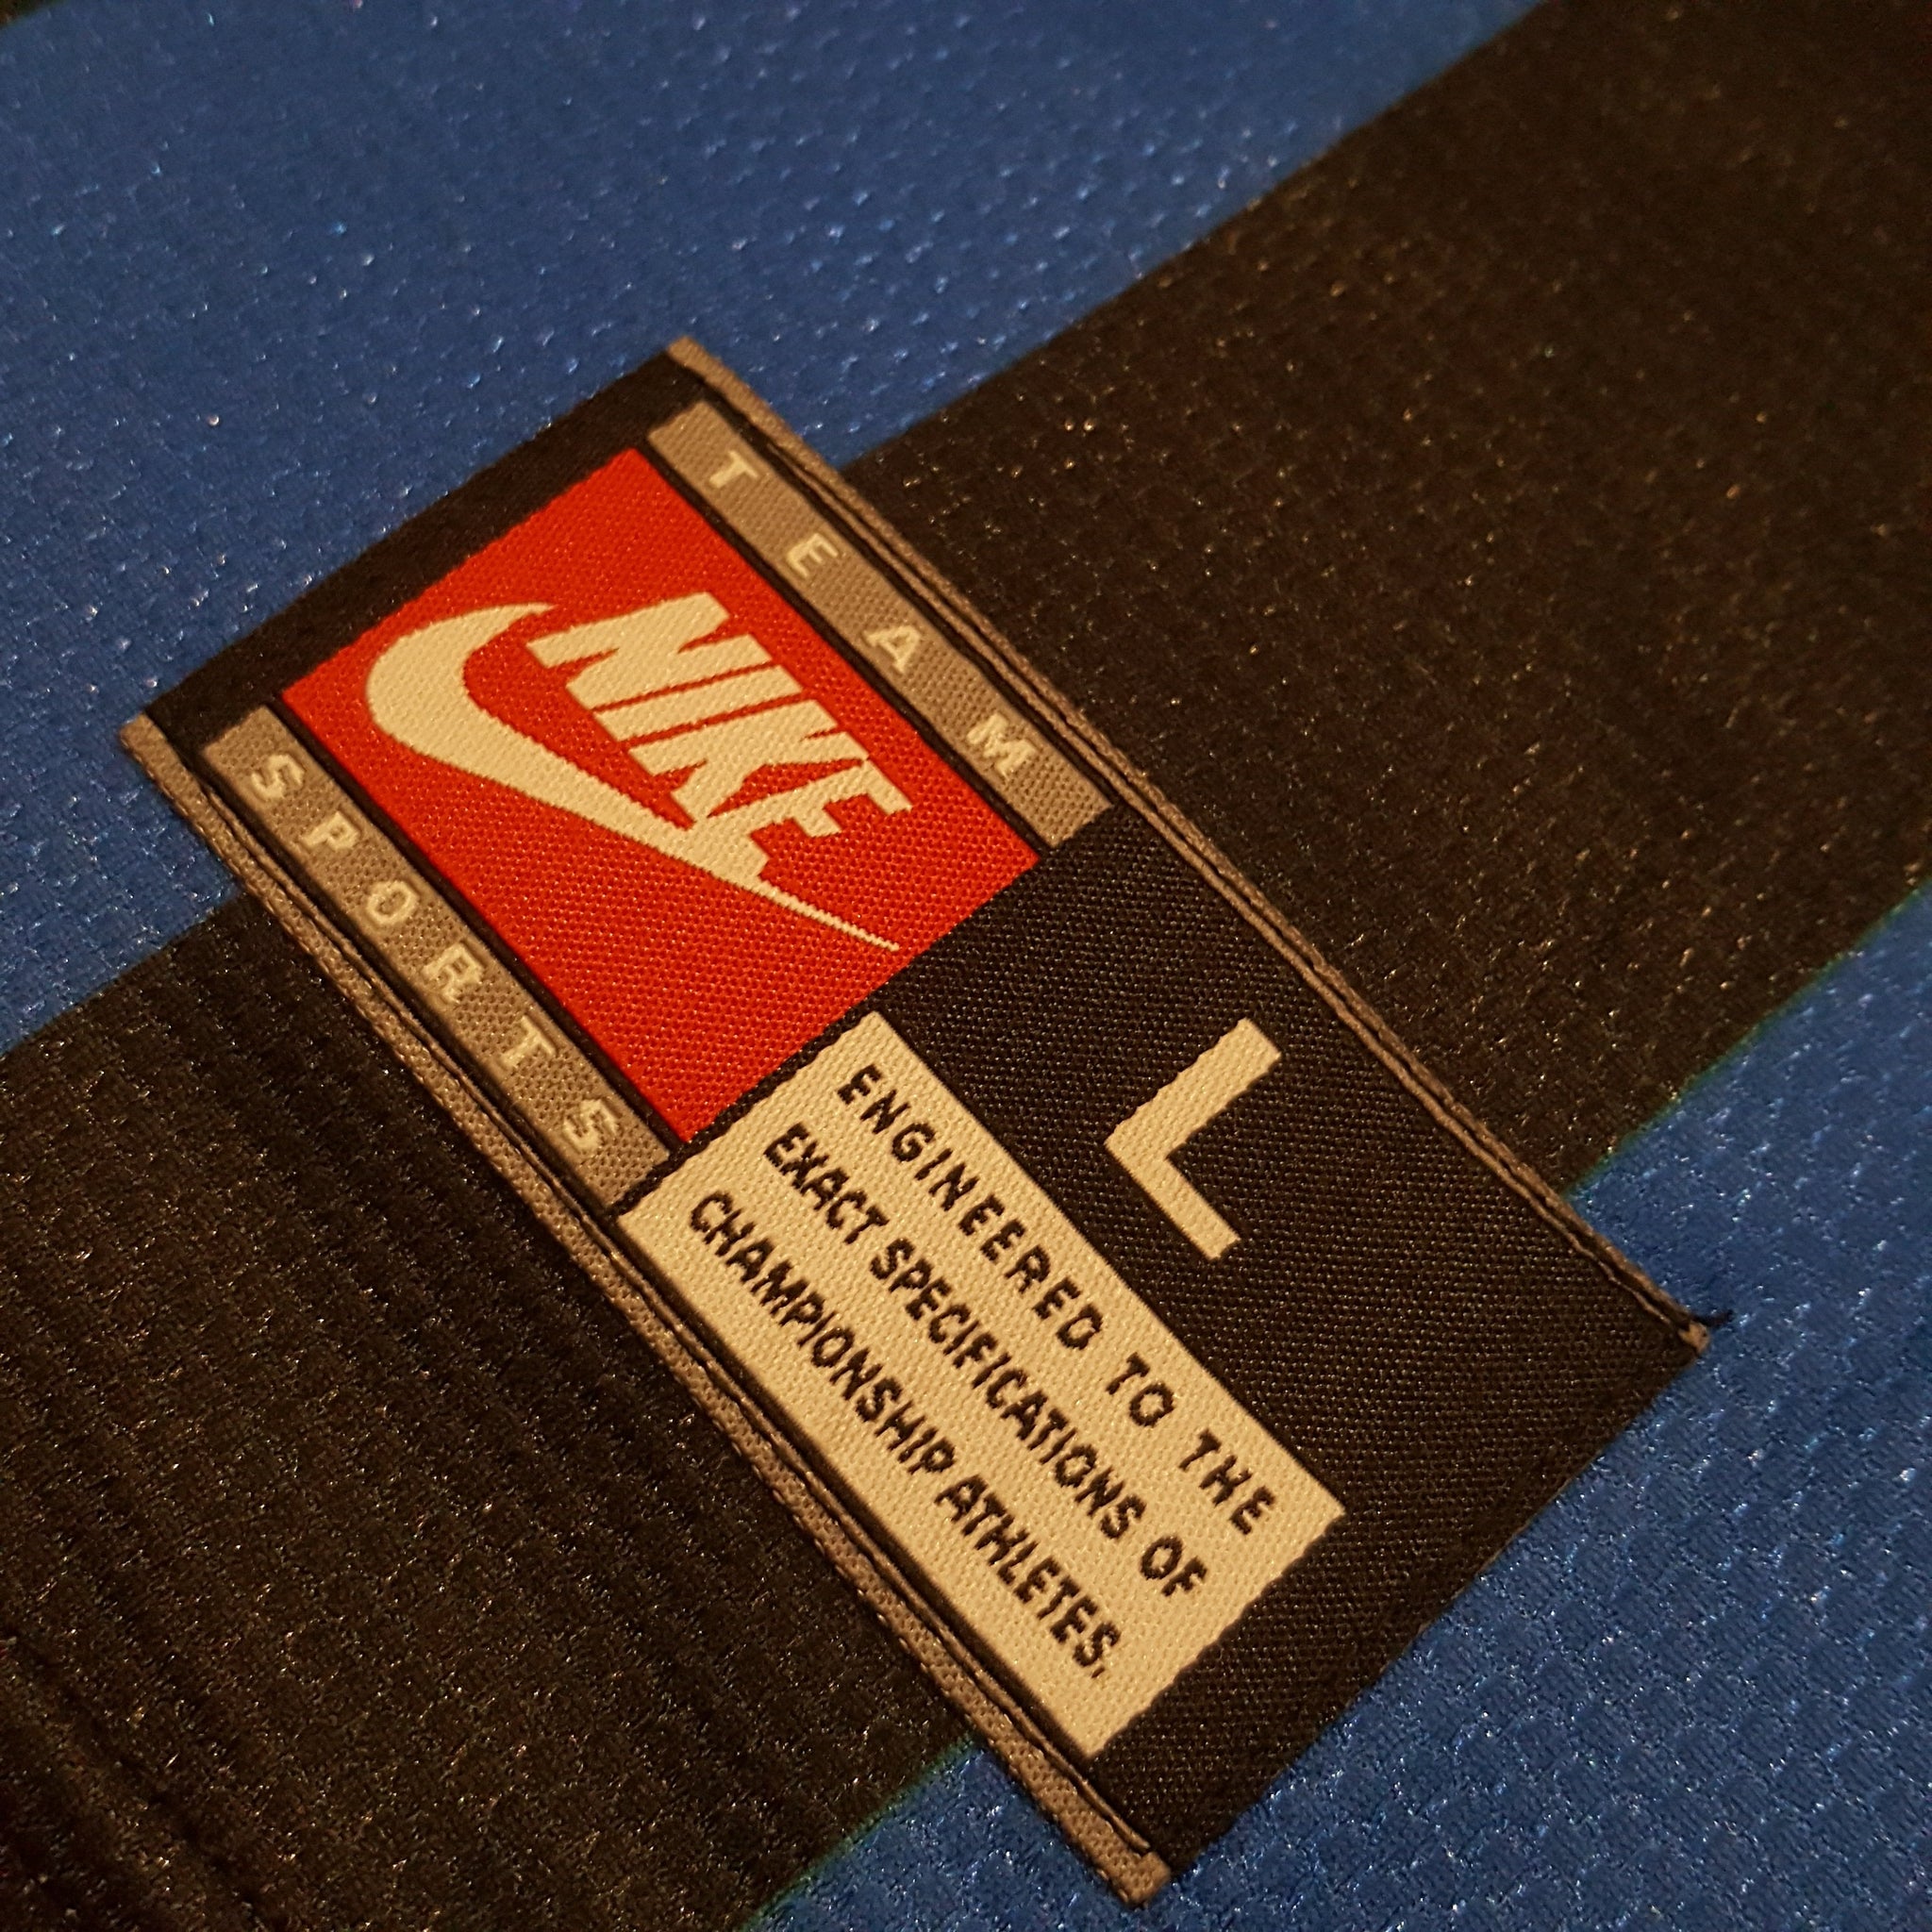 TEAM
NIKE
SPORTS
L
ENGINEERED TO THE
EXACT SPECIFICATIONS OF
CHAMPIONSHIP ATHLETES.